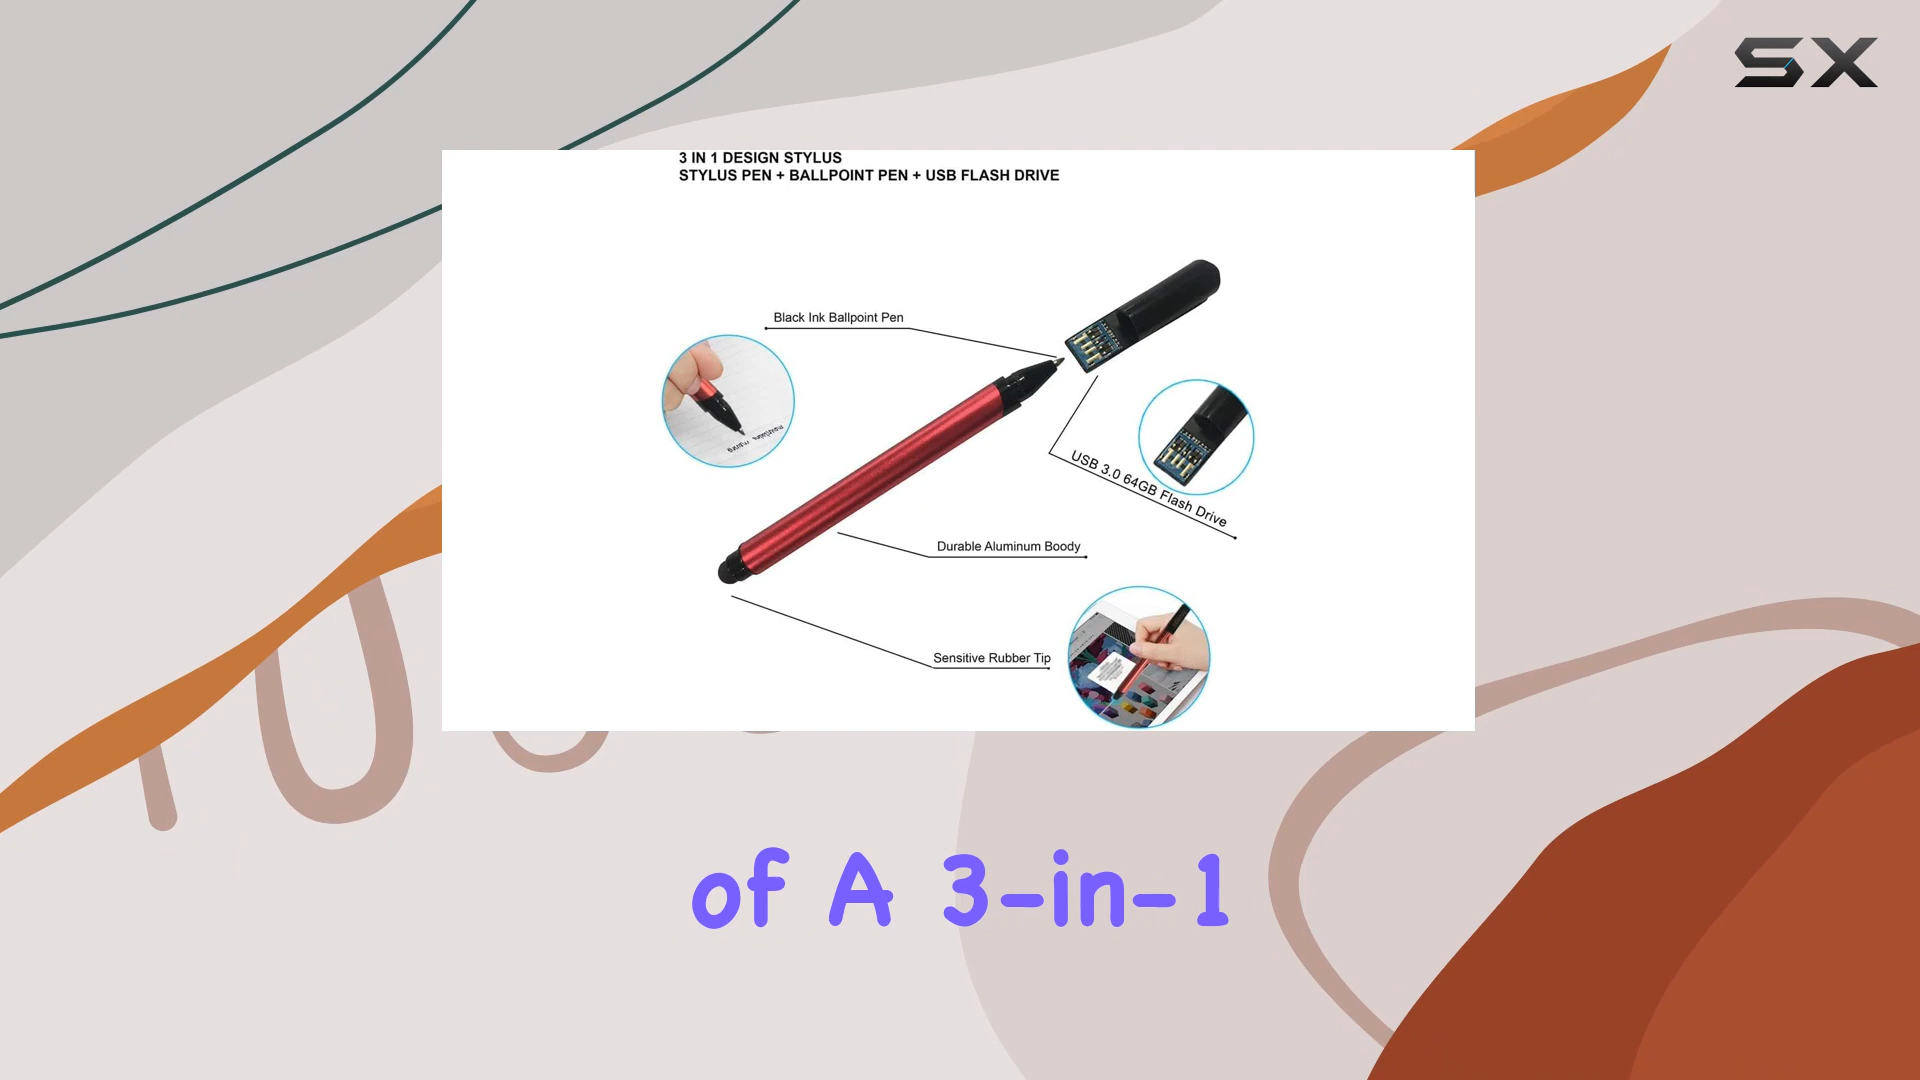 SX
3 IN 1 DESIGN STYLUS
STYLUS PEN + BALLPOINT PEN + USB FLASH DRIVE
Black Ink Ballpoint Pen
USB 3.0 64GB Flash Drive
Durable Aluminum Boody
Sensitive Rubber Tip
of A 3-in-1